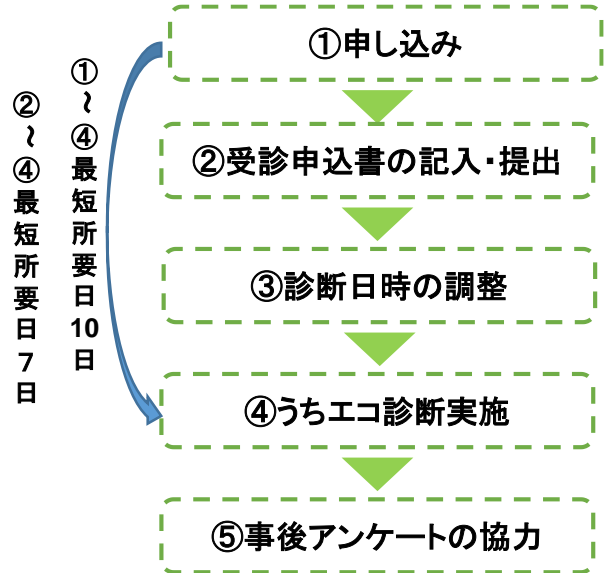 ①申し込み
②受診申込書の記入・提出
③診断日時の調整
④うちエコ診断実施
⑤事後アンケートの協力
①～④最短所要日10日
②～④最短所要日７日